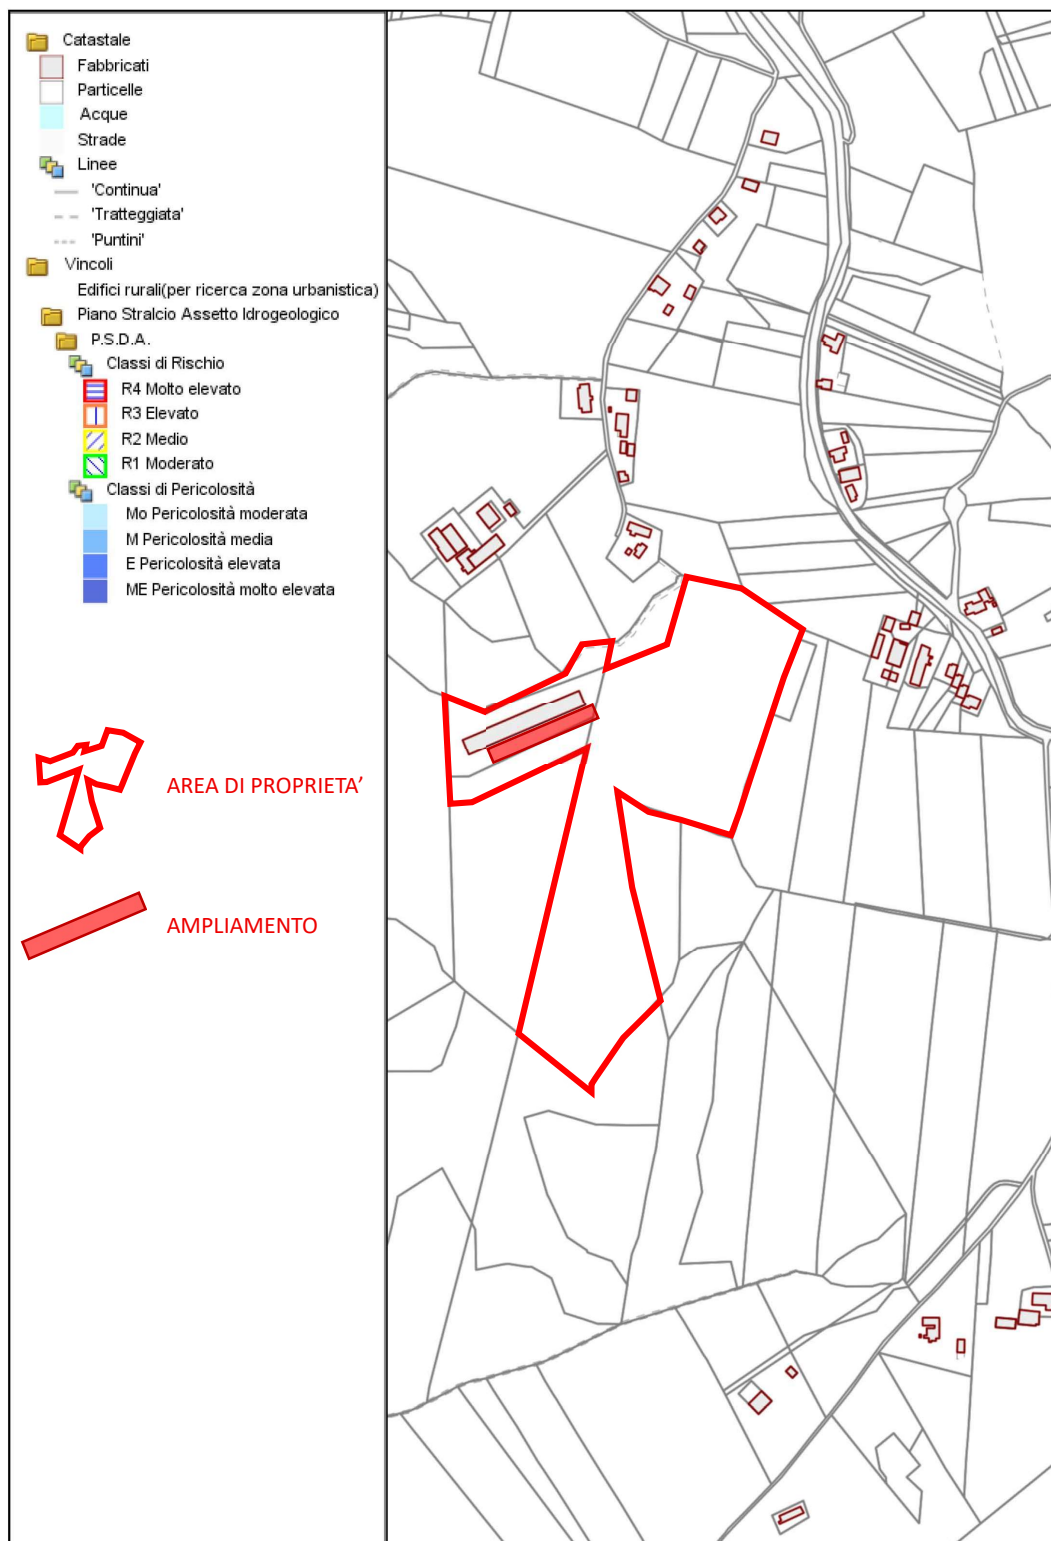 Catastale
Fabbricati
Particelle
Acque
Strade
Linee
'Continua'
'Tratteggiata'
'Puntini'
Vincoli
Edifici rurali(per ricerca zona urbanistica)
Piano Stralcio Assetto Idrogeologico
P.S.D.A.
Classi di Rischio
R4 Molto elevato
R3 Elevato
R2 Medio
R1 Moderato
Classi di Pericolosità
Mo Pericolosità moderata
M Pericolosità media
E Pericolosità elevata
ME Pericolosità molto elevata
AREA DI PROPRIETA'
AMPLIAMENTO